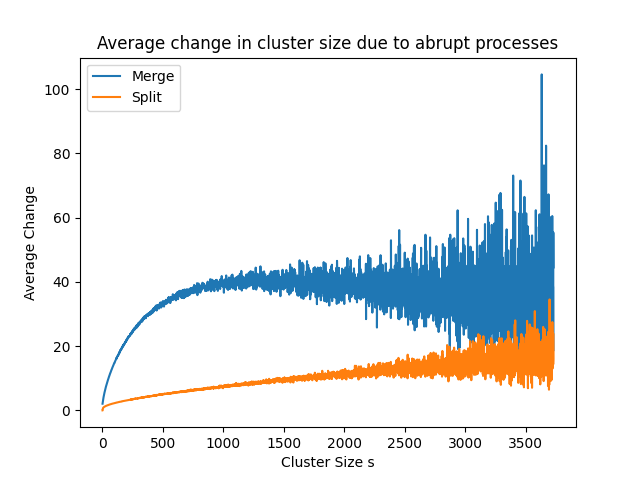 Average change in cluster size due to abrupt processes
Merge
Split
Average Change
100
80
60
40
20
0
0 500 1000 1500 2000 2500 3000 3500
Cluster Size s